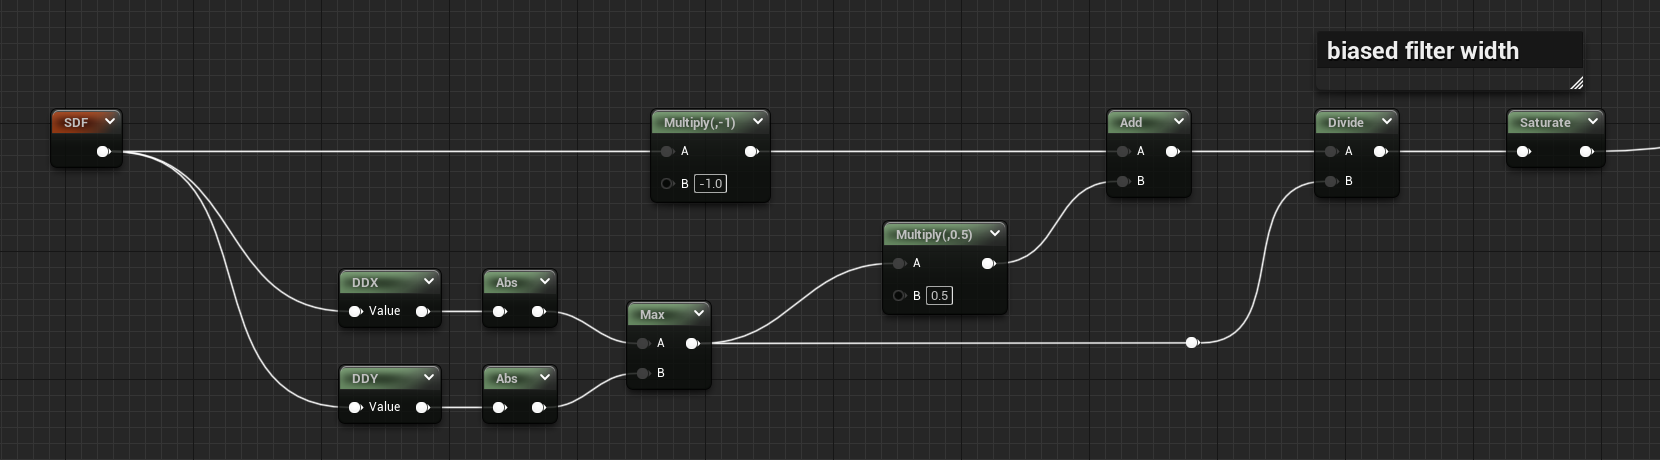 biased filter width
SDF
Multiply(,-1)
A
B -1.0
Add
A
B
Divide
A
B
Saturate
Multiply(,0.5)
A
B 0.5
DDX
Value
Abs
Max
A
B
DDY
Value
Abs